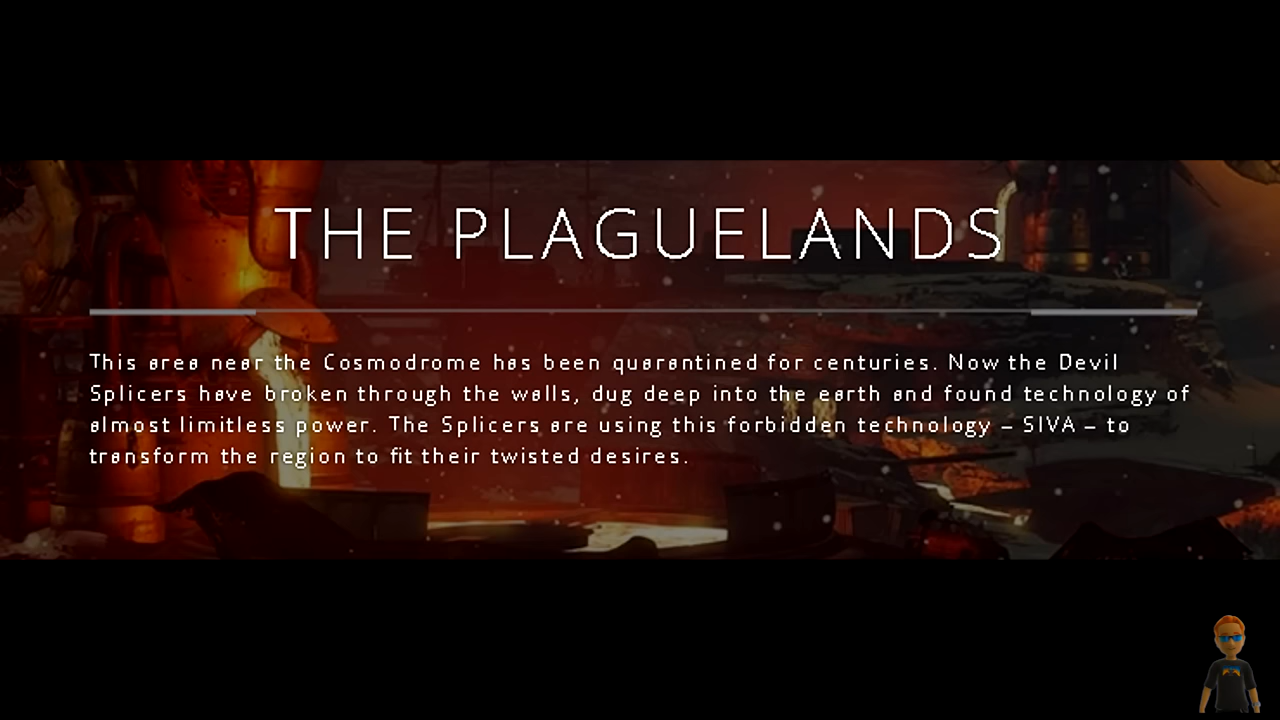 THE PLAGUELANDS
This area near the Cosmodrome has been quarantined for centuries. Now the Devil
Splicers have broken through the walls, dug deep into the earth and found technology of
almost limitless power. The Splicers are using this forbidden technology – SIVA – to
transform the region to fit their twisted desires.